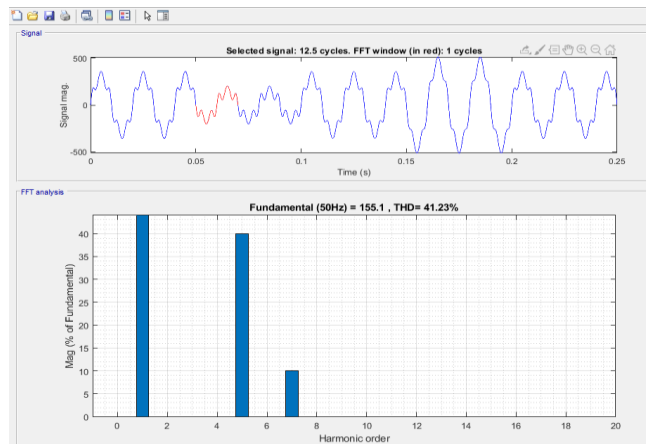 Signal
Selected signal: 12.5 cycles. FFT window (in red): 1 cycles
Signal mag.
500
0
-500
0 0.05 0.1 0.15 0.2 0.25
Time (s)
FFT analysis
Fundamental (50Hz) = 155.1 , THD= 41.23%
Mag (% of Fundamental)
40
35
30
25
20
15
10
5
0
0 2 4 6 8 10 12 14 16 18 20
Harmonic order